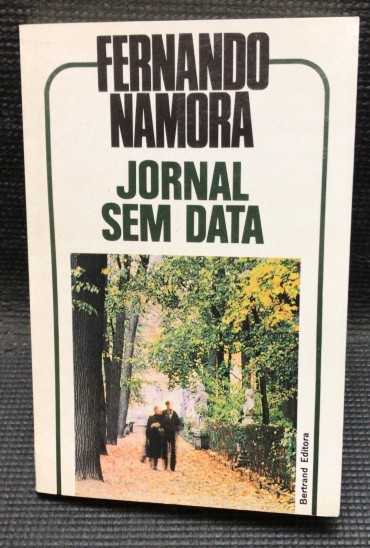 FERNANDO
NAMORA
JORNAL
SEM DATA
Bertrand Editora